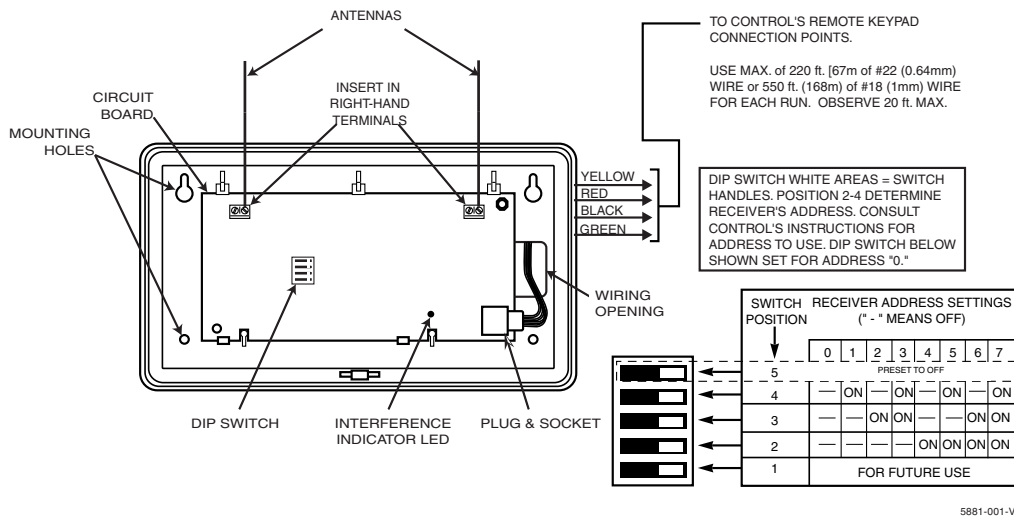 ANTENNAS
TO CONTROL'S REMOTE KEYPAD
CONNECTION POINTS.
USE MAX. of 220 ft. [67m of #22 (0.64mm)
WIRE or 550 ft. (168m) of #18 (1mm) WIRE
FOR EACH RUN. OBSERVE 20 ft. MAX.
CIRCUIT
BOARD
INSERT IN
RIGHT-HAND
TERMINALS
MOUNTING
HOLES
YELLOW
RED
BLACK
GREEN
DIP SWITCH WHITE AREAS = SWITCH
HANDLES. POSITION 2-4 DETERMINE
RECEIVER'S ADDRESS. CONSULT
CONTROL'S INSTRUCTIONS FOR
ADDRESS TO USE. DIP SWITCH BELOW
SHOWN SET FOR ADDRESS "0."
WIRING
OPENING
DIP SWITCH
INTERFERENCE
INDICATOR LED
PLUG & SOCKET
SWITCH
POSITION
RECEIVER ADDRESS SETTINGS
(" - " MEANS OFF)
0 1 2 3 4 5 6 7
5 PRESET TO OFF
4 — ON — ON — ON — ON
3 — — ON ON — — ON ON
2 — — — — ON ON ON ON
1 FOR FUTURE USE
5881-001-V